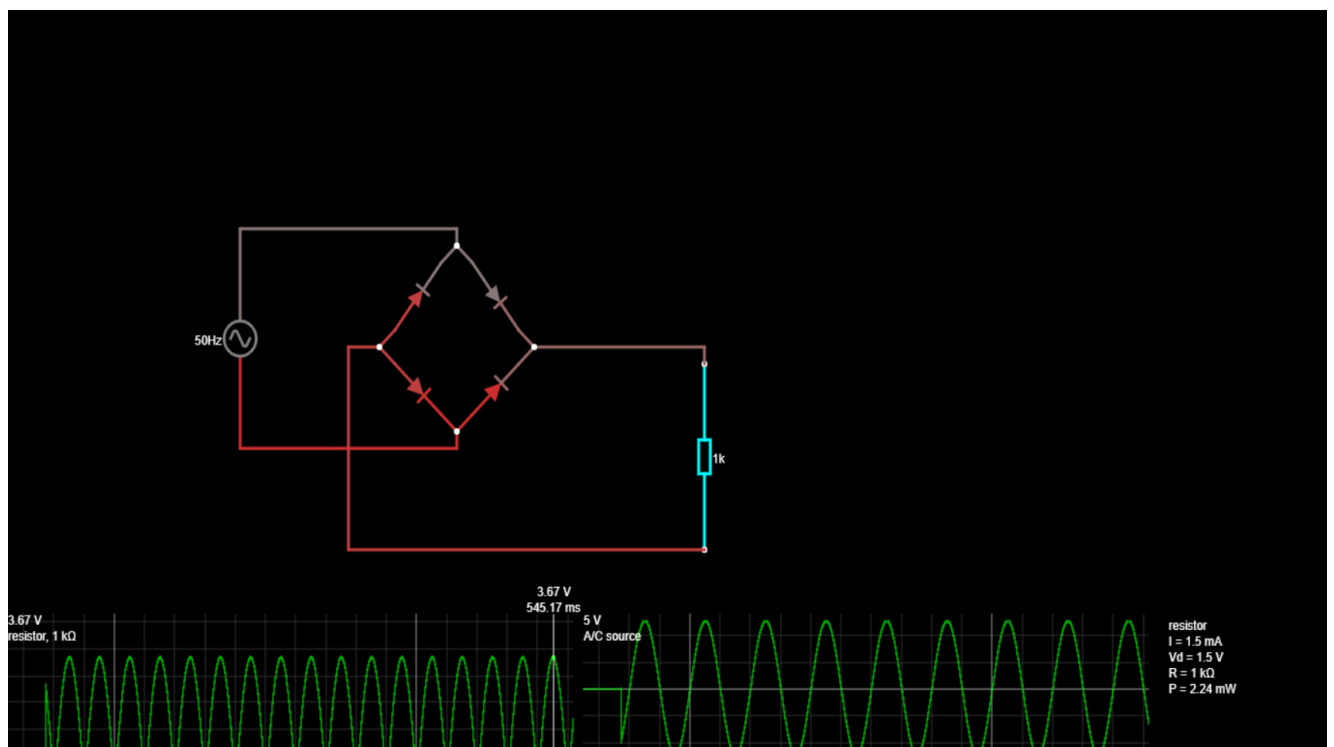 50Hz
1k
3.67 V
545.17 ms
3.67 V
resistor, 1 kΩ
5 V
A/C source
resistor
I = 1.5 mA
Vd = 1.5 V
R = 1 kΩ
P = 2.24 mW